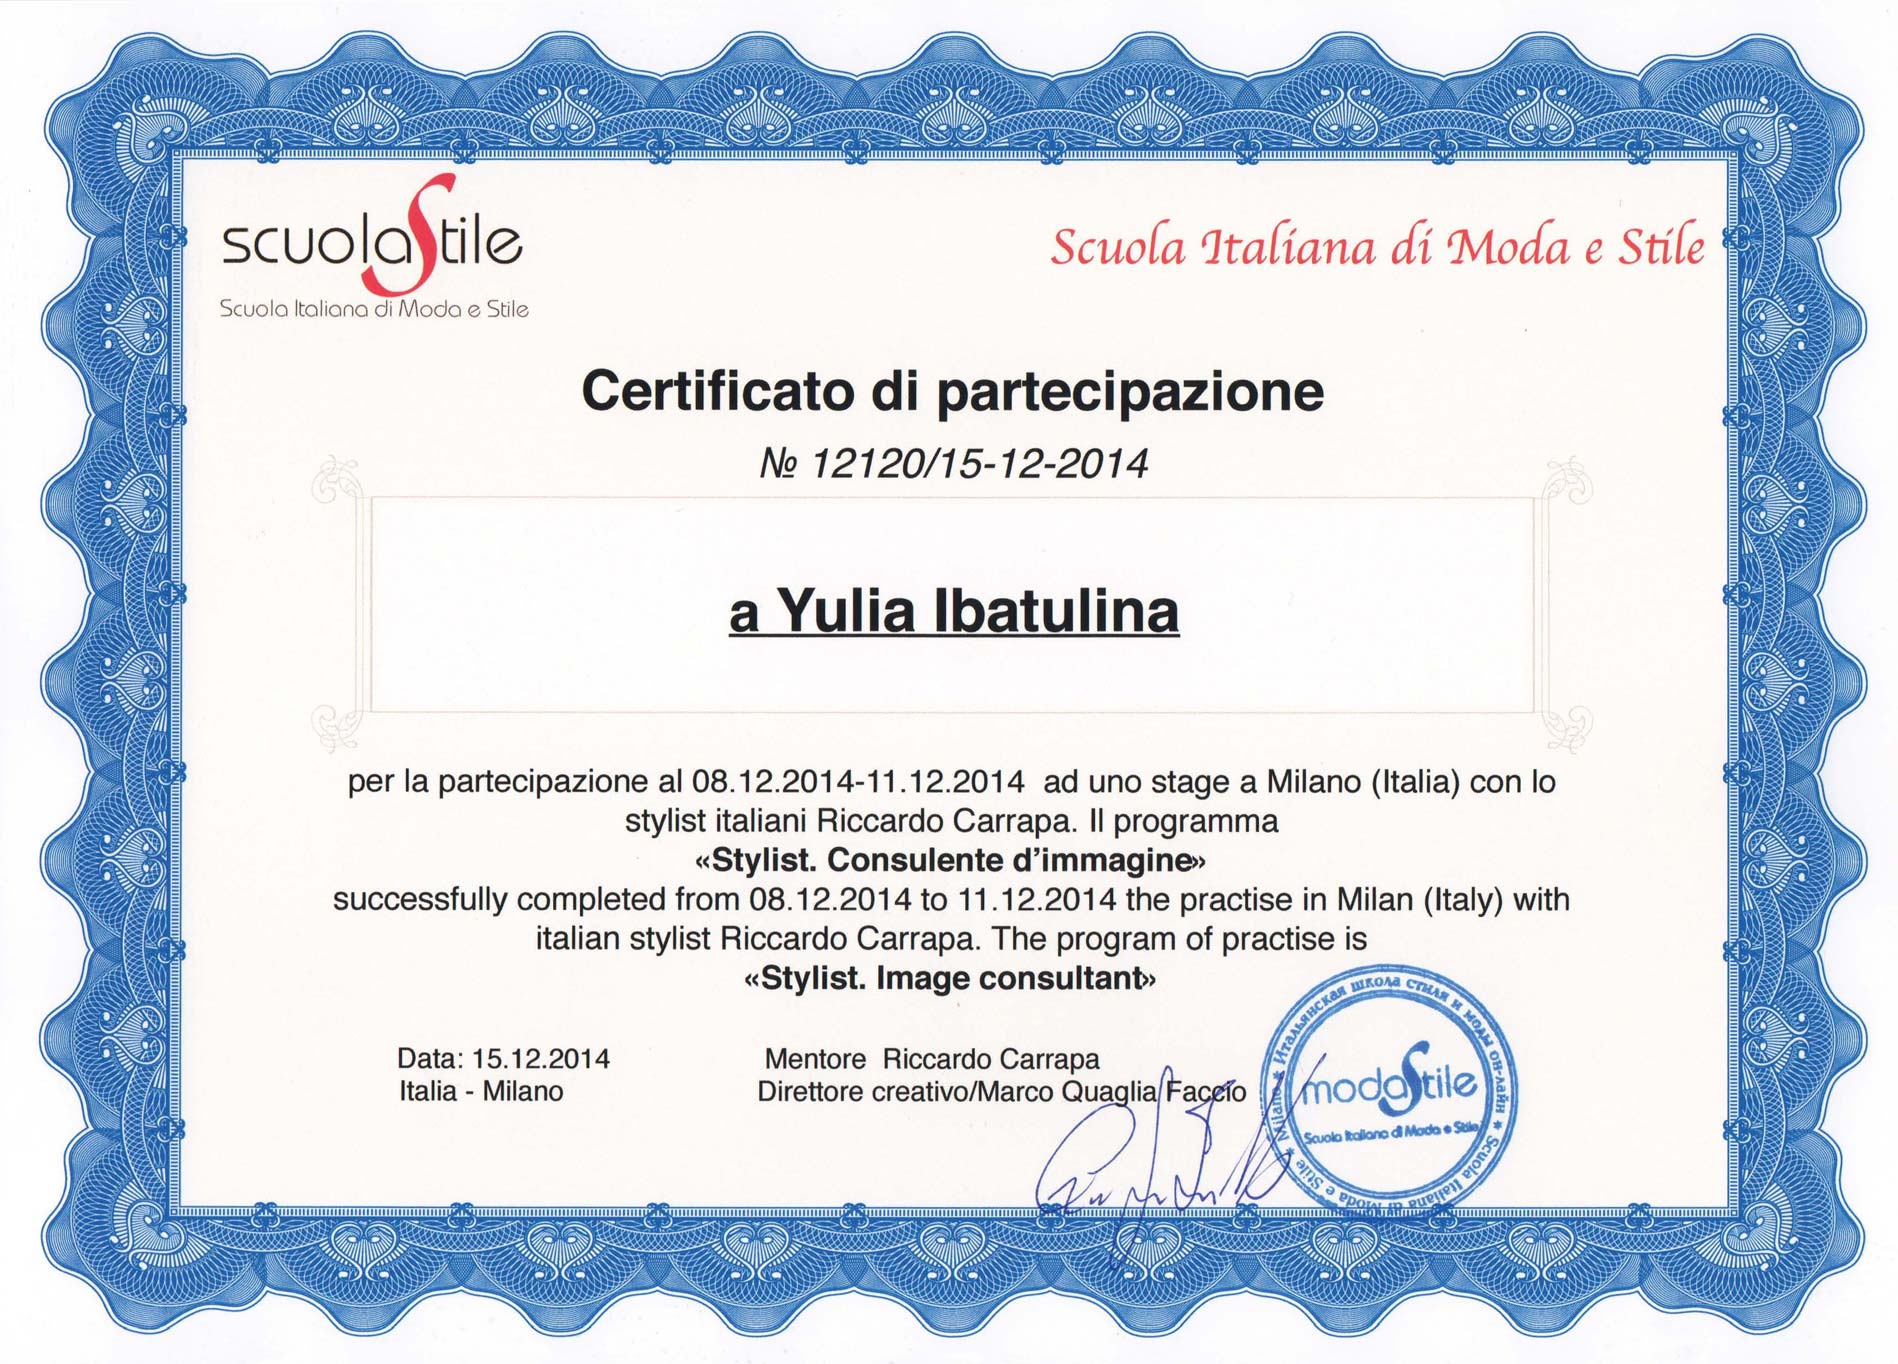 scuolaStile
Scuola Italiana di Moda e Stile
Scuola Italiana di Moda e Stile
Certificato di partecipazione
№ 12120/15-12-2014
a Yulia Ibatulina
per la partecipazione al 08.12.2014-11.12.2014 ad uno stage a Milano (Italia) con lo
stylist italiani Riccardo Carrapa. Il programma
«Stylist. Consulente d’immagine»
successfully completed from 08.12.2014 to 11.12.2014 the practise in Milan (Italy) with
italian stylist Riccardo Carrapa. The program of practise is
«Stylist. Image consultant»
Data: 15.12.2014
Italia - Milano
Mentore Riccardo Carrapa
Direttore creativo/Marco Quaglia Faccio
Итальянская школа стиля и моды он-лайн * Scuola Italiana di Moda e Stile * Milano *
modaStile
Scuola Italiana di Moda e Stile